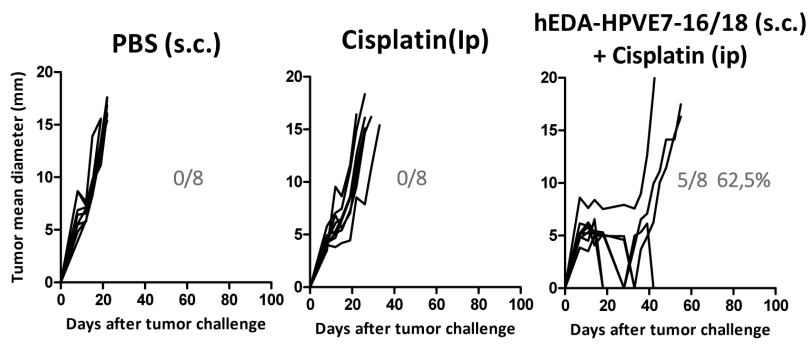 PBS (s.c.)
Cisplatin(Ip)
hEDA-HPVE7-16/18 (s.c.)
+ Cisplatin (ip)
Tumor mean diameter (mm)
20
15
10
5
0
0/8
0 20 40 60 80 100
Days after tumor challenge
20
15
10
5
0
0/8
0 20 40 60 80 100
Days after tumor challenge
20
15
10
5
0
5/8 62,5%
0 20 40 60 80 100
Days after tumor challenge